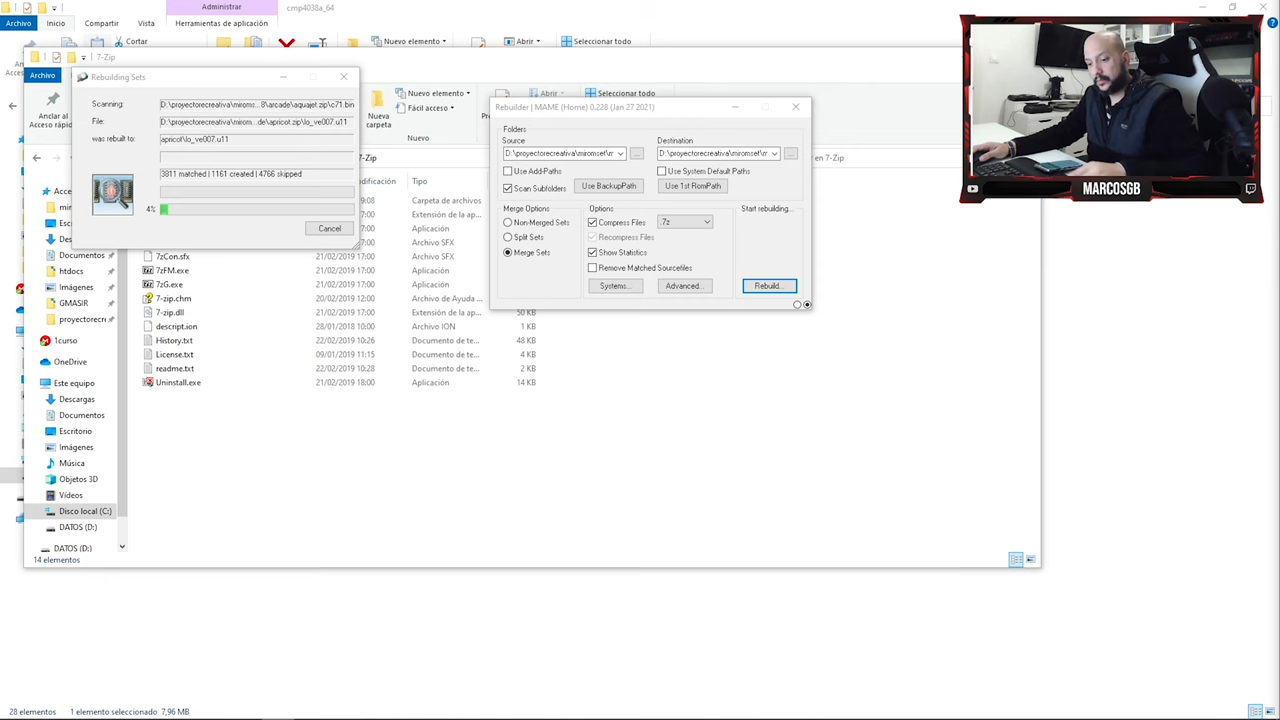 Administrar
cmp4038a_64
Archivo
Inicio
Compartir
Vista
Herramientas de aplicación
Cortar
Nuevo elemento
Abrir
Seleccionar todo
7-Zip
Archivo
Rebuilding Sets
Scanning:
D:\proyectorecreativa\miroms...8\arcade\aquajet.zip\c71.bin
File:
D:\proyectorecreativa\mirom...de\apricot.zip\lo_ve007.u11
was rebuilt to:
apricot\lo_ve007.u11
3811 matched | 1161 created | 4766 skipped
4%
Cancel
Anclar al
Acceso rápido
Nueva
carpeta
Nuevo elemento
Fácil acceso
Nuevo
Abrir
Seleccionar todo
Rebuilder | MAME (Home) 0.228 (Jan 27 2021)
Folders
Source
Destination
D:\proyectorecreativa\miromset\rr
...
D:\proyectorecreativa\miromset\rr
...
Use Add-Paths
Use System Default Paths
Scan Subfolders
Use BackupPath
Use 1st RomPath
Merge Options
Options
Start rebuilding...
Non-Merged Sets
Compress Files
.7z
Split Sets
Recompress Files
Merge Sets
Show Statistics
Remove Matched Sourcefiles
Systems...
Advanced...
Rebuild...
7-Zip
en 7-Zip
Tipo
Archivo de carpetas
Extensión de la ap...
Aplicación
Archivo SFX
7zCon.sfx
17:00
Archivo SFX
7zFM.exe
21/02/2019 17:00
Aplicación
7zG.exe
21/02/2019 17:00
Aplicación
7-zip.chm
21/02/2019 20:00
Archivo de Ayuda ...
7-zip.dll
21/02/2019 17:00
Extensión de la ap...
50 KB
descript.ion
28/01/2018 10:00
Archivo ION
1 KB
History.txt
22/02/2019 10:26
Documento de te...
48 KB
License.txt
09/01/2019 11:15
Documento de te...
4 KB
readme.txt
22/02/2019 10:28
Documento de te...
2 KB
Uninstall.exe
21/02/2019 18:00
Aplicación
14 KB
Documentos
htdocs
Imágenes
GMASIR
proyectorecr
1curso
OneDrive
Este equipo
Descargas
Documentos
Escritorio
Imágenes
Música
Objetos 3D
Vídeos
Disco local (C:)
DATOS (D:)
DATOS (D:)
14 elementos
28 elementos
1 elemento seleccionado 7,96 MB
MARCOSGB